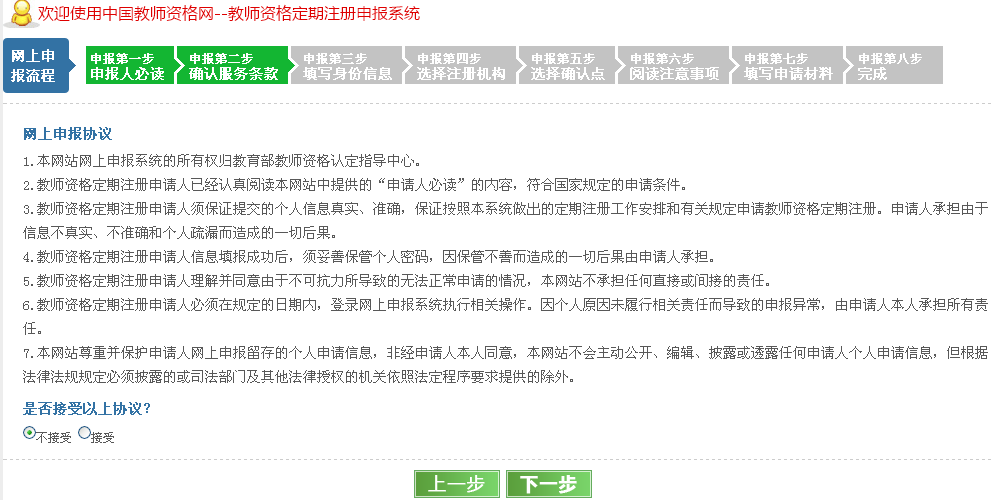 欢迎使用中国教师资格网--教师资格定期注册申报系统
网上申
报流程
申报第一步
申报人必读
申报第二步
确认服务条款
申报第三步
填写身份信息
申报第四步
选择注册机构
申报第五步
选择确认点
申报第六步
阅读注意事项
申报第七步
填写申请材料
申报第八步
完成
网上申报协议
1.本网站网上申报系统的所有权归教育部教师资格认定指导中心。
2.教师资格定期注册申请人已经认真阅读本网站中提供的“申请人必读”的内容，符合国家规定的申请条件。
3.教师资格定期注册申请人须保证提交的个人信息真实、准确，保证按照本系统做出的定期注册工作安排和有关规定申请教师资格定期注册。申请人承担由于
信息不真实、不准确和个人疏漏而造成的一切后果。
4.教师资格定期注册申请人信息填报成功后，须妥善保管个人密码，因保管不善而造成的一切后果由申请人承担。
5.教师资格定期注册申请人理解并同意由于不可抗力所导致的无法正常申请的情况，本网站不承担任何直接或间接的责任。
6.教师资格定期注册申请人必须在规定的日期内，登录网上申报系统执行相关操作。因个人原因未履行相关责任而导致的申报异常，由申请人本人承担所有责
任。
7.本网站尊重并保护申请人网上申报留存的个人申请信息，非经申请人本人同意，本网站不会主动公开、编辑、披露或透露任何申请人个人申请信息，但根据
法律法规规定必须披露的或司法部门及其他法律授权的机关依照法定程序要求提供的除外。
是否接受以上协议？
不接受 接受
上一步 下一步